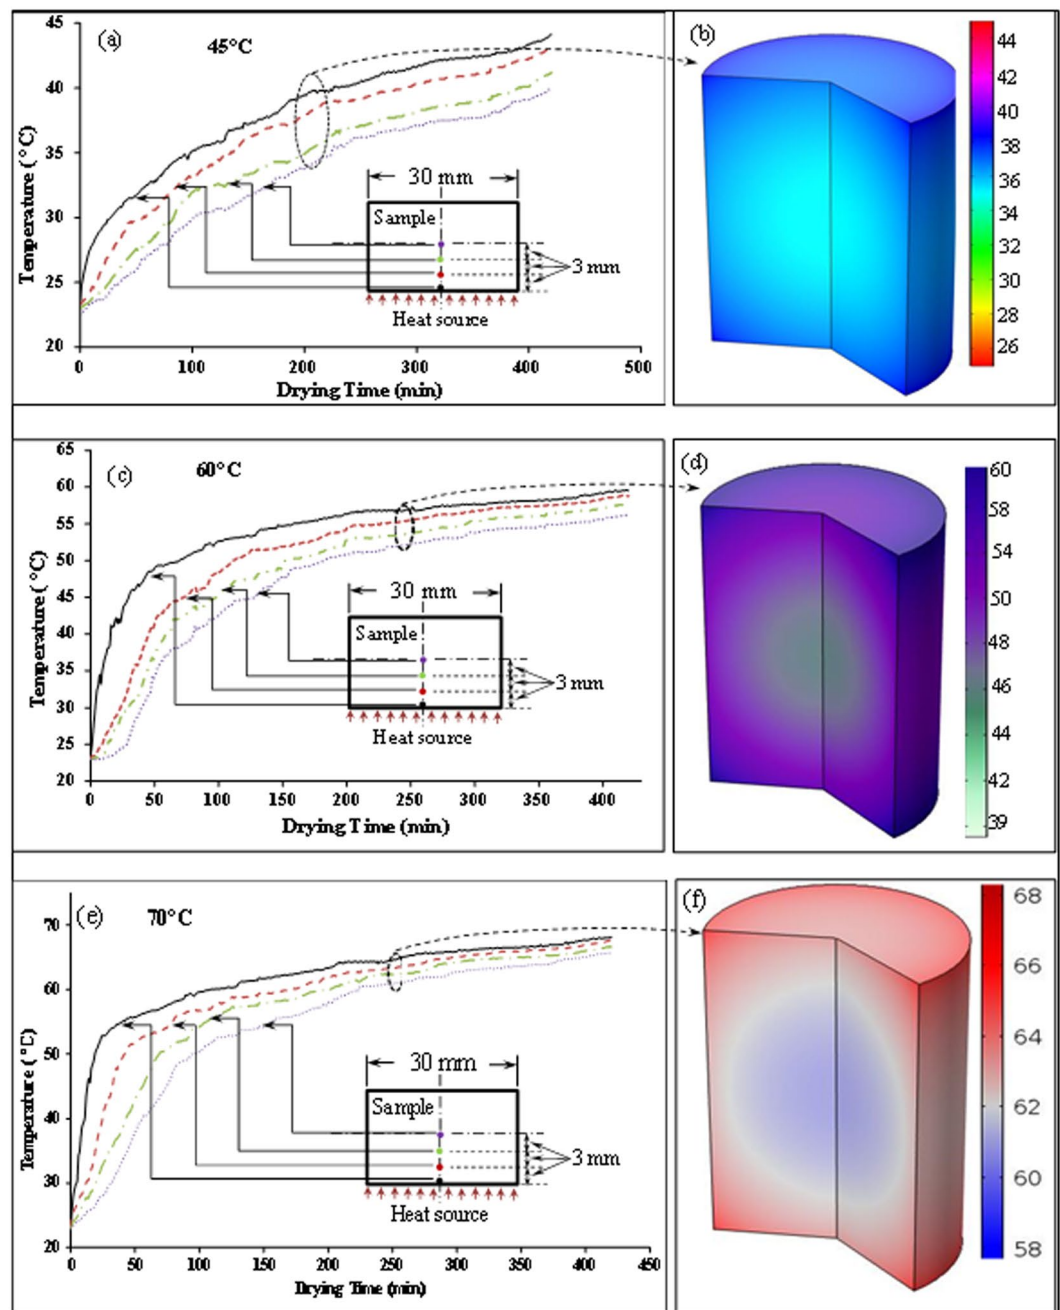 (a)
45°C
45
40
35
30
25
20
Temperature ( °C)
0
100
200
300
400
500
Drying Time (min)
30 mm
Sample
3 mm
Heat source
(b)
44
42
40
38
36
34
32
30
28
26
(c)
60°C
65
60
55
50
45
40
35
30
25
20
Temperature ( °C)
0
50
100
150
200
250
300
350
400
Drying Time (min)
30 mm
Sample
3 mm
Heat source
(d)
60
58
54
50
48
46
44
42
39
(e)
70°C
70
60
50
40
30
20
Temperature ( °C)
0
50
100
150
200
250
300
350
400
450
Drying Time (min)
30 mm
Sample
3 mm
Heat source
(f)
68
66
64
62
60
58